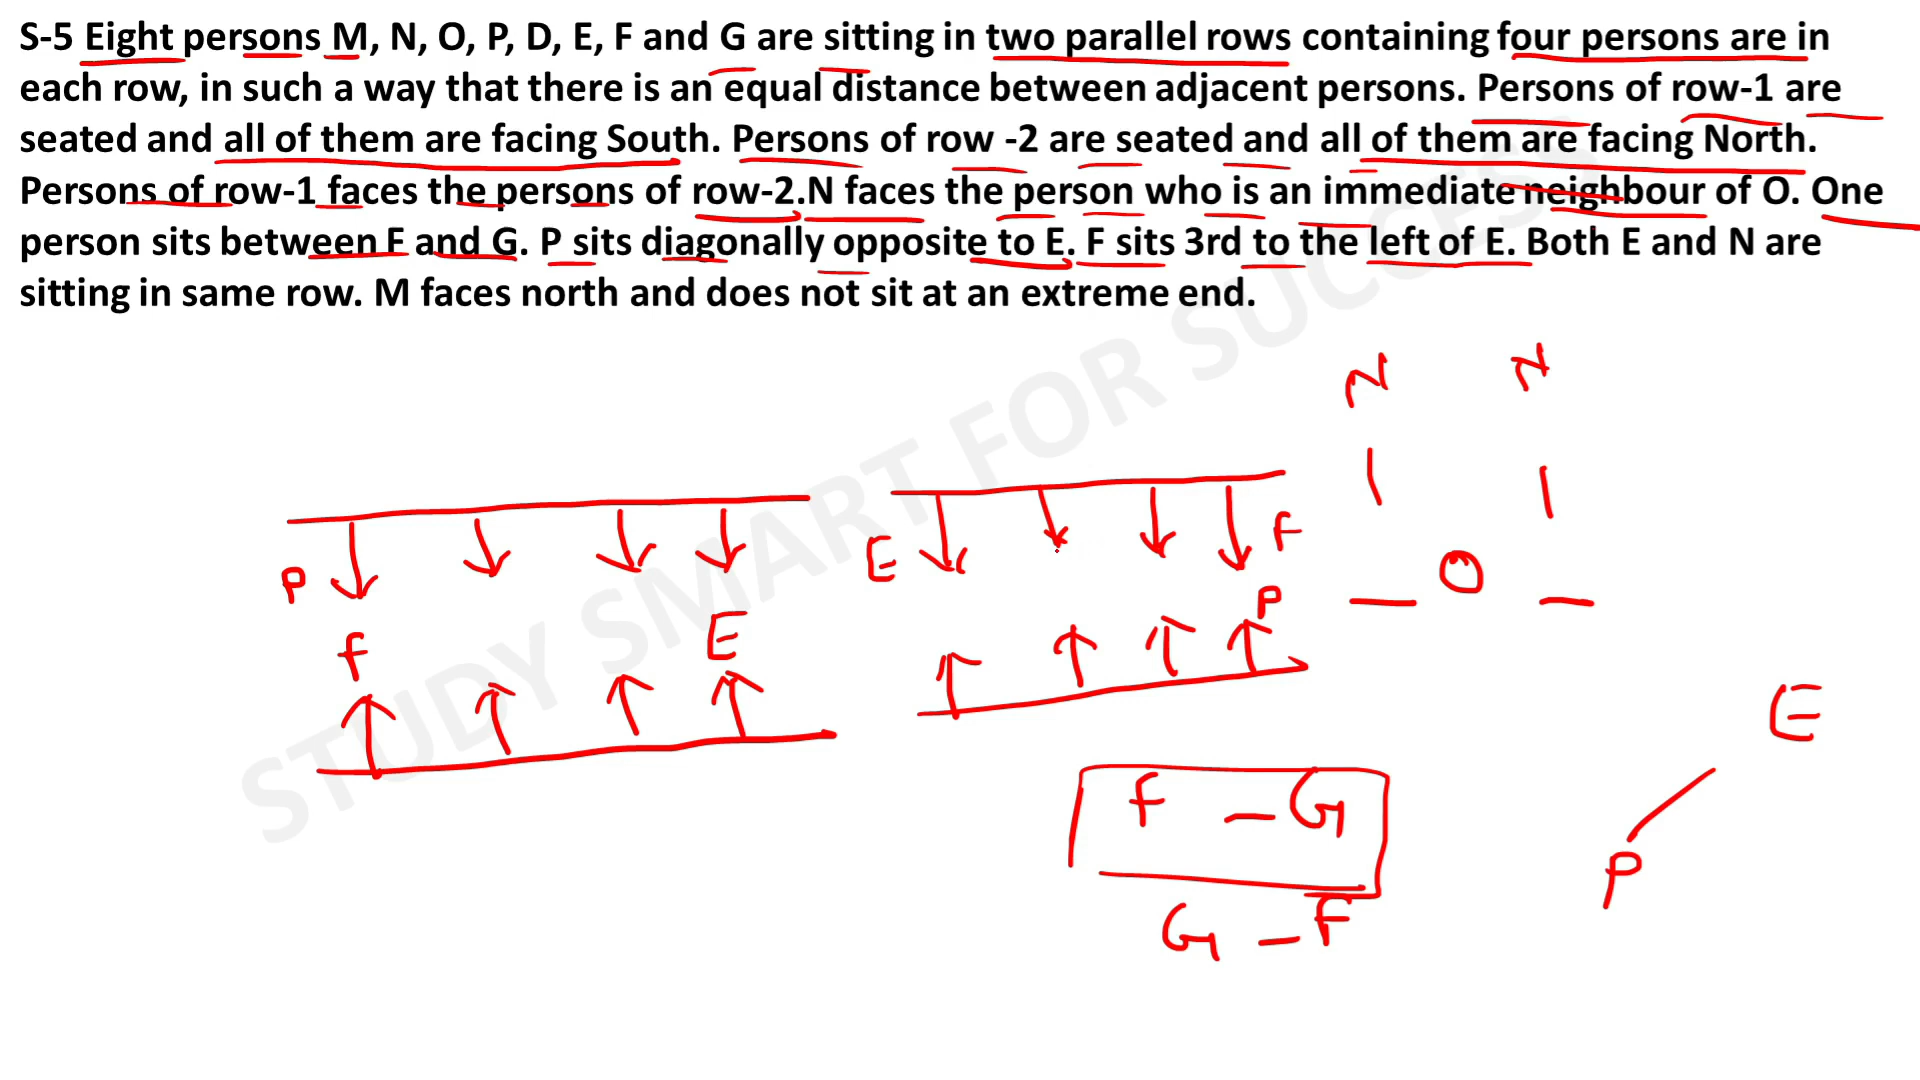 S-5 Eight persons M, N, O, P, D, E, F and G are sitting in two parallel rows containing four persons are in
each row, in such a way that there is an equal distance between adjacent persons. Persons of row-1 are
seated and all of them are facing South. Persons of row -2 are seated and all of them are facing North.
Persons of row-1 faces the persons of row-2.N faces the person who is an immediate neighbour of O. One
person sits between F and G. P sits diagonally opposite to E. F sits 3rd to the left of E. Both E and N are
sitting in same row. M faces north and does not sit at an extreme end.
STUDY SMART FOR SUCCESS
N N
P E F
O
P
f E
E
f _ G
P
G _ F